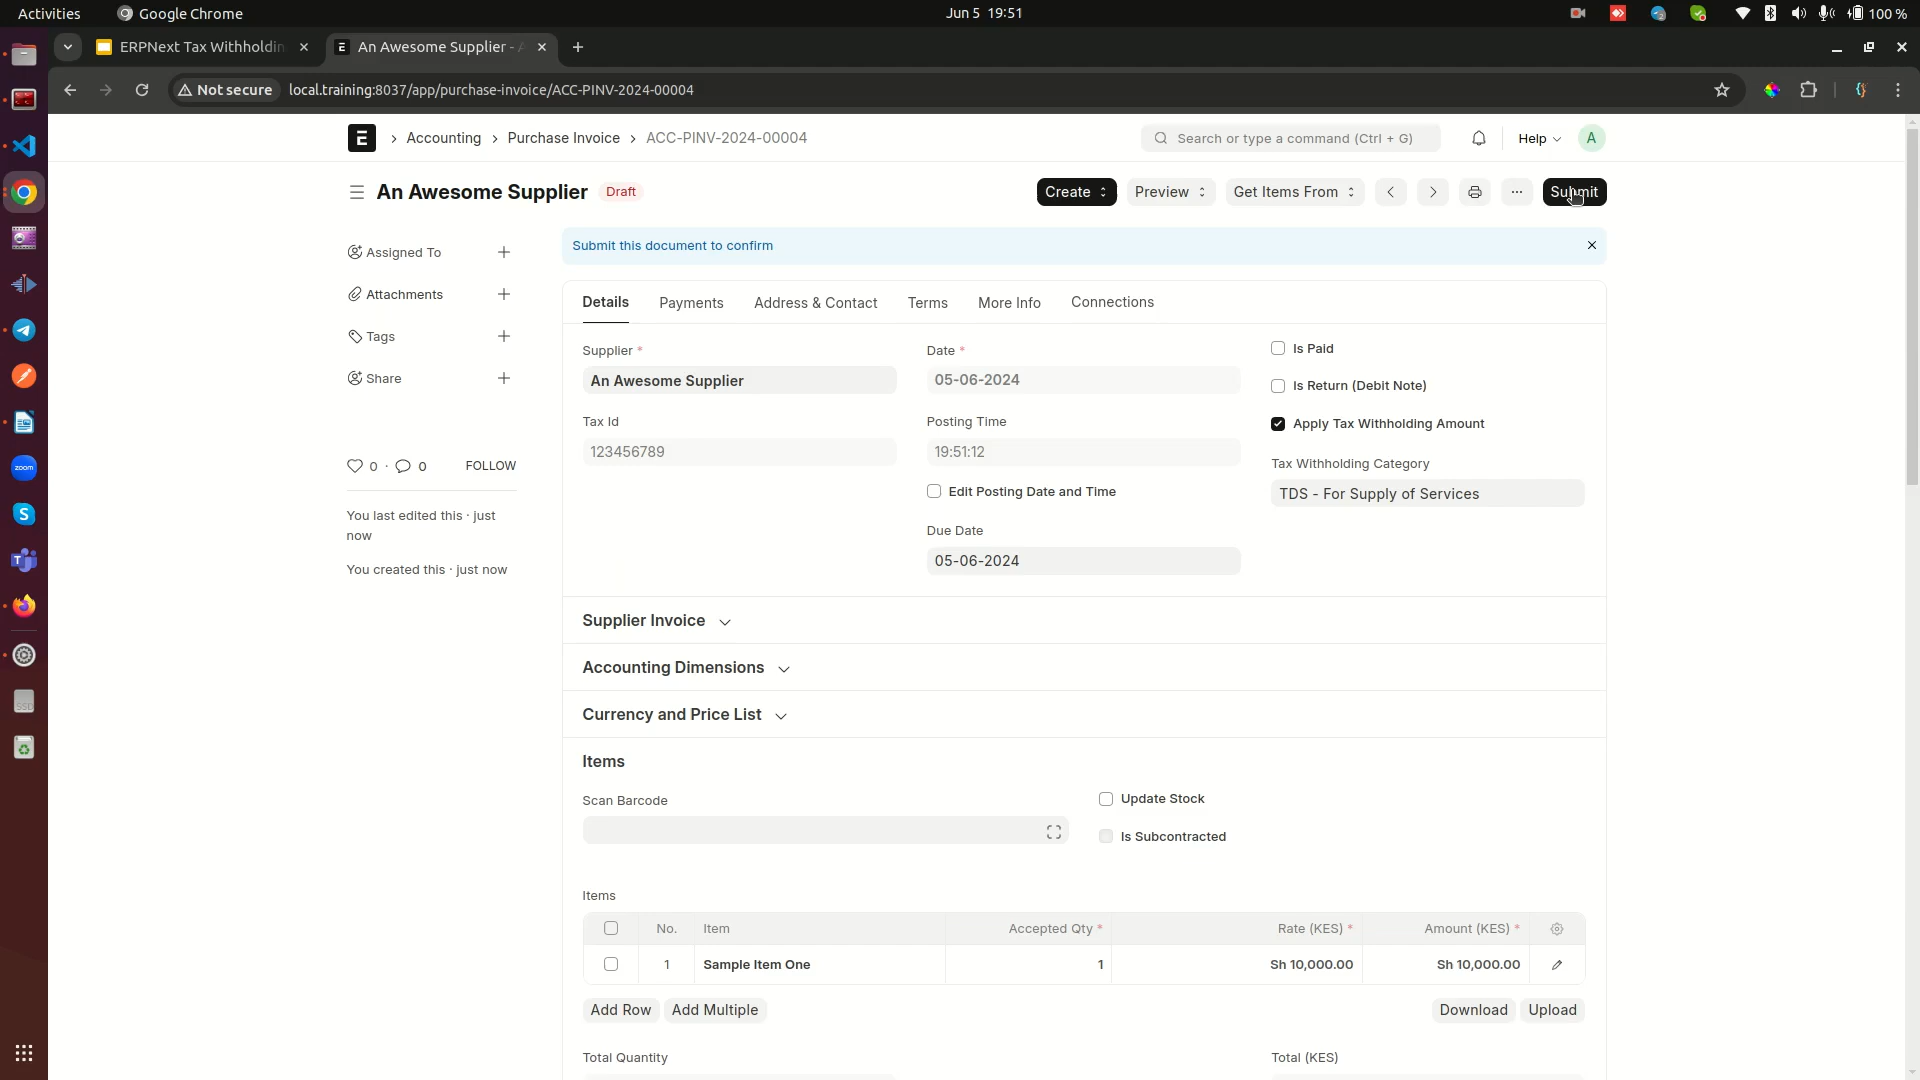 Activities
Google Chrome
Jun 5 19:51
100 %
ERPNext Tax Withholdin
An Awesome Supplier - A
Not secure
local.training:8037/app/purchase-invoice/ACC-PINV-2024-00004
E
Accounting
Purchase Invoice
ACC-PINV-2024-00004
Search or type a command (Ctrl + G)
Help
A
An Awesome Supplier
Draft
Create
Preview
Get Items From
Submit
Assigned To
Attachments
Tags
Share
0 · 0
FOLLOW
You last edited this · just
now
You created this · just now
Submit this document to confirm
Details
Payments
Address & Contact
Terms
More Info
Connections
Supplier *
An Awesome Supplier
Tax Id
123456789
Date *
05-06-2024
Posting Time
19:51:12
Edit Posting Date and Time
Due Date
05-06-2024
Is Paid
Is Return (Debit Note)
Apply Tax Withholding Amount
Tax Withholding Category
TDS - For Supply of Services
Supplier Invoice
Accounting Dimensions
Currency and Price List
Items
Scan Barcode
Update Stock
Is Subcontracted
Items
No. Item Accepted Qty * Rate (KES) * Amount (KES) *
1 Sample Item One 1 Sh 10,000.00 Sh 10,000.00
Add Row
Add Multiple
Download
Upload
Total Quantity
Total (KES)
zoom
SSD